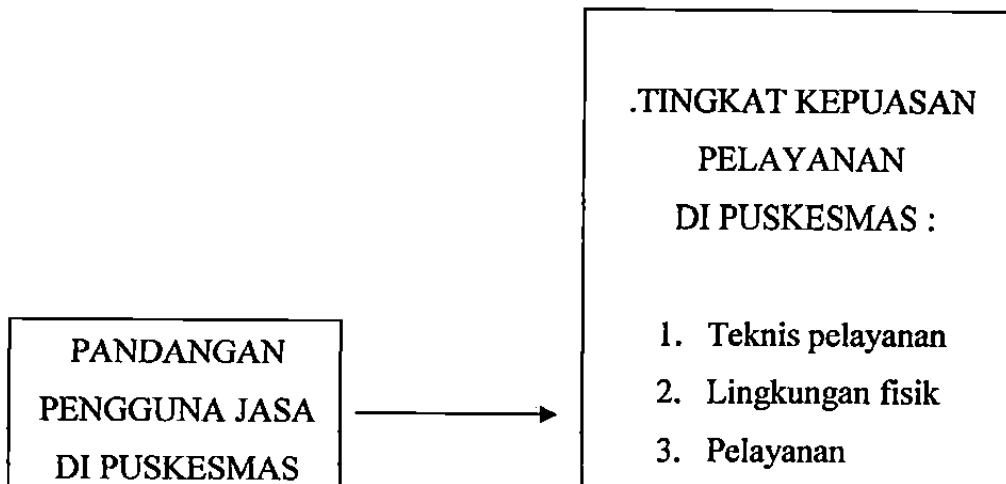 .TINGKAT KEPUASAN
PELAYANAN
DI PUSKESMAS :
1. Teknis pelayanan
2. Lingkungan fisik
3. Pelayanan
PANDANGAN
PENGGUNA JASA
DI PUSKESMAS